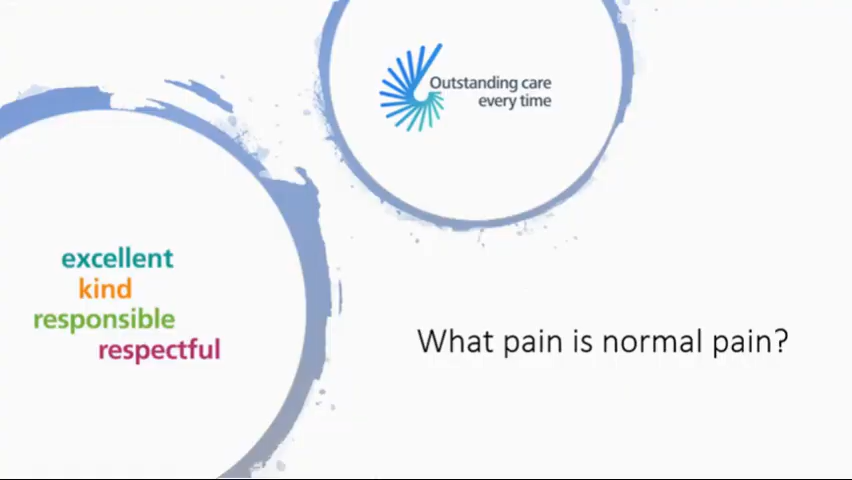 Outstanding care
every time
excellent
kind
responsible
respectful
What pain is normal pain?